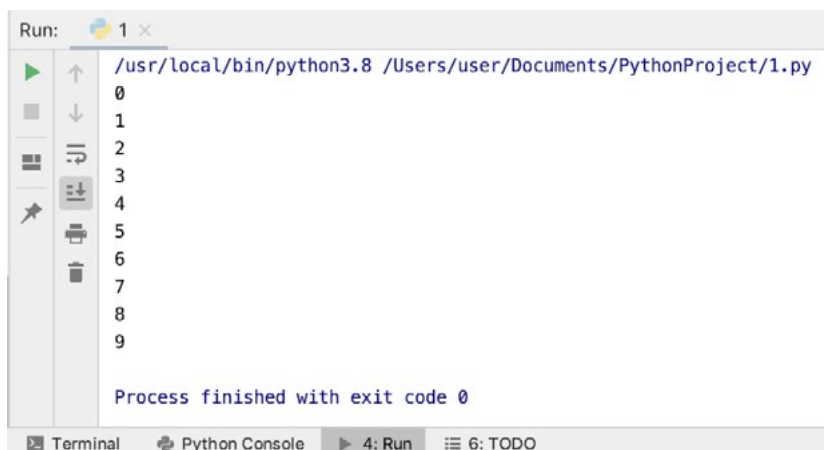 Run: 1
/usr/local/bin/python3.8 /Users/user/Documents/PythonProject/1.py
0
1
2
3
4
5
6
7
8
9
Process finished with exit code 0
Terminal Python Console 4: Run 6: TODO